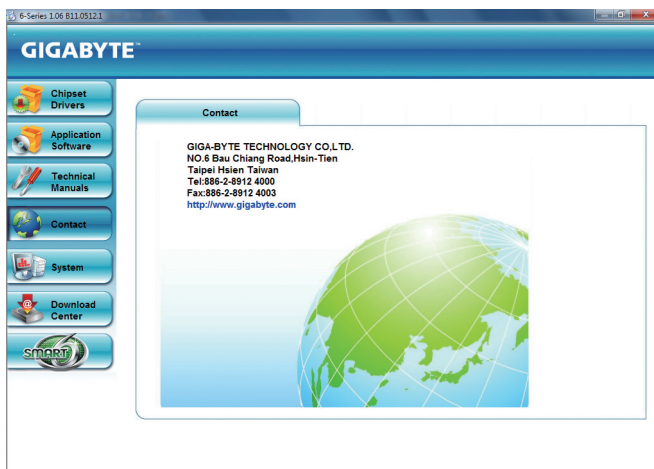 6-Series 1.06 B11.0512.1
GIGABYTE™
Chipset
Drivers
Application
Software
Technical
Manuals
Contact
System
Download
Center
SMART6
Contact
GIGA-BYTE TECHNOLOGY CO,LTD.
NO.6 Bau Chiang Road,Hsin-Tien
Taipei Hsien Taiwan
Tel:886-2-8912 4000
Fax:886-2-8912 4003
http://www.gigabyte.com